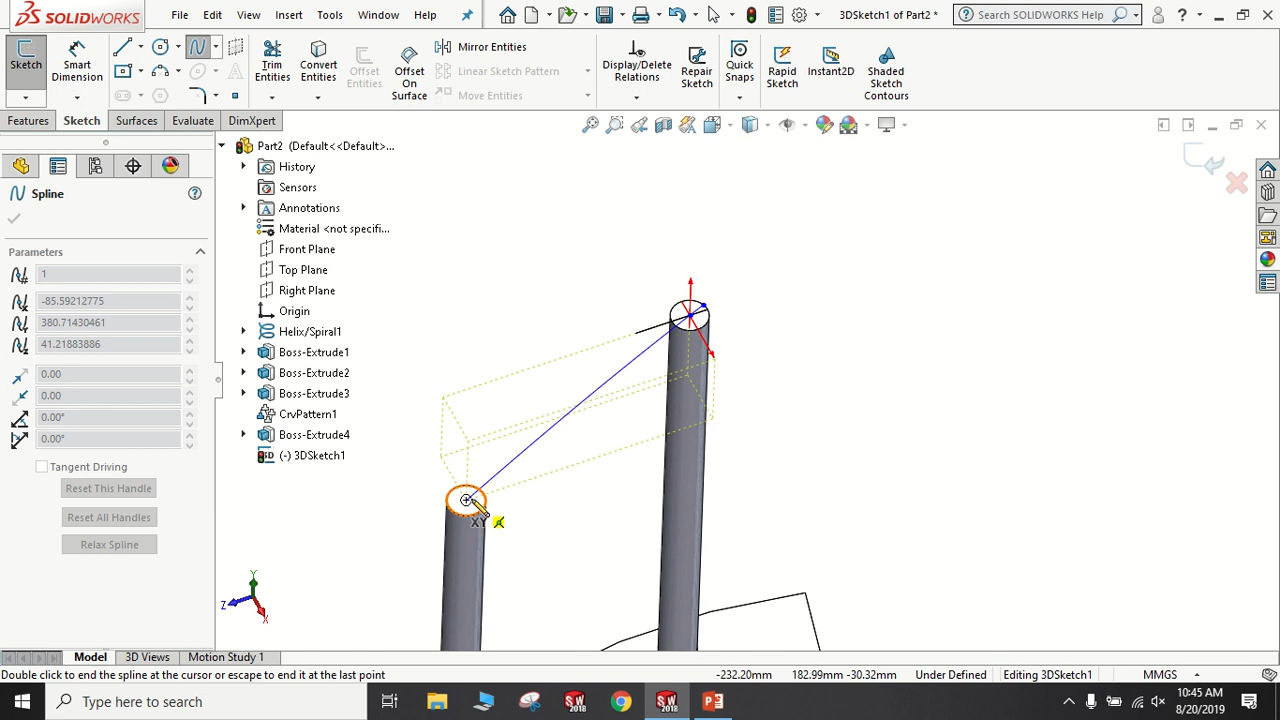 SOLIDWORKS
File Edit View Insert Tools Window Help
3DSketch1 of Part2 *
Search SOLIDWORKS Help
Sketch
Smart Dimension
Trim Entities
Convert Entities
Offset Entities
Offset On Surface
Mirror Entities
Linear Sketch Pattern
Move Entities
Display/Delete Relations
Repair Sketch
Quick Snaps
Rapid Sketch
Instant2D
Shaded Sketch Contours
Features Sketch Surfaces Evaluate DimXpert
Part2 (Default<<Default>...
History
Sensors
Annotations
Material <not specifi...
Front Plane
Top Plane
Right Plane
Origin
Helix/Spiral1
Boss-Extrude1
Boss-Extrude2
Boss-Extrude3
CrvPattern1
Boss-Extrude4
(-) 3DSketch1
Spline
Parameters
1
-85.59212775
380.71430461
41.21883886
0.00
0.00
0.00°
0.00°
Tangent Driving
Reset This Handle
Reset All Handles
Relax Spline
XY
Y
Z
X
Model 3D Views Motion Study 1
Double click to end the spline at the cursor or escape to end it at the last point
-232.20mm 182.99mm -30.32mm Under Defined Editing 3DSketch1 MMGS
Type here to search
SW 2018
SW 2018
10:45 AM
8/20/2019